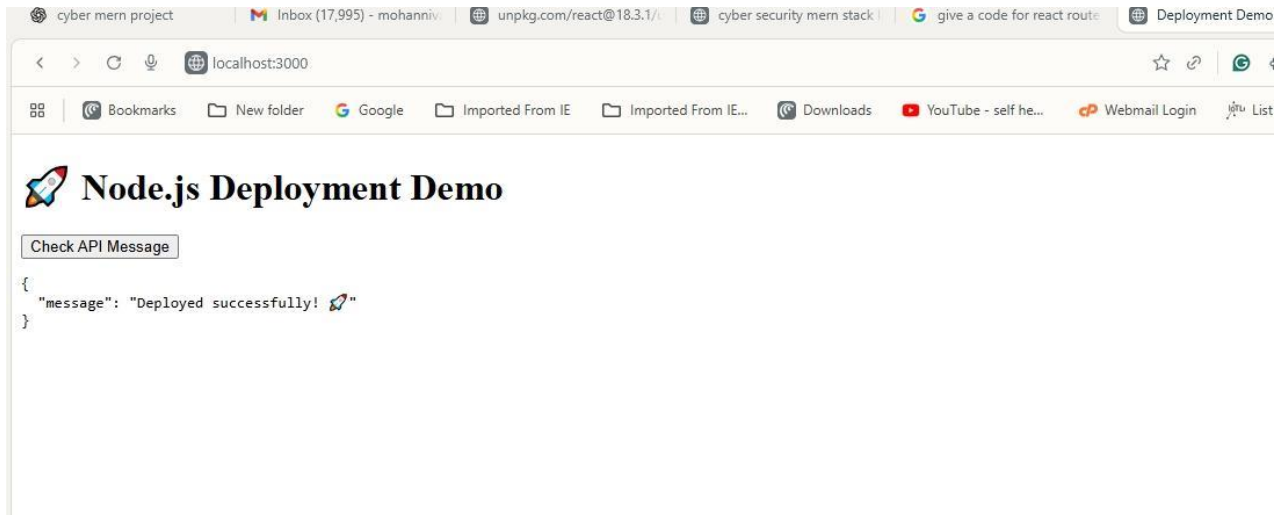 cyber mern project
Inbox (17,995) - mohanniv
unpkg.com/react@18.3.1/
cyber security mern stack
give a code for react route
Deployment Demo
localhost:3000
Bookmarks
New folder
Google
Imported From IE
Imported From IE...
Downloads
YouTube - self he...
Webmail Login
List
🚀 Node.js Deployment Demo
Check API Message
{
"message": "Deployed successfully! 🚀"
}